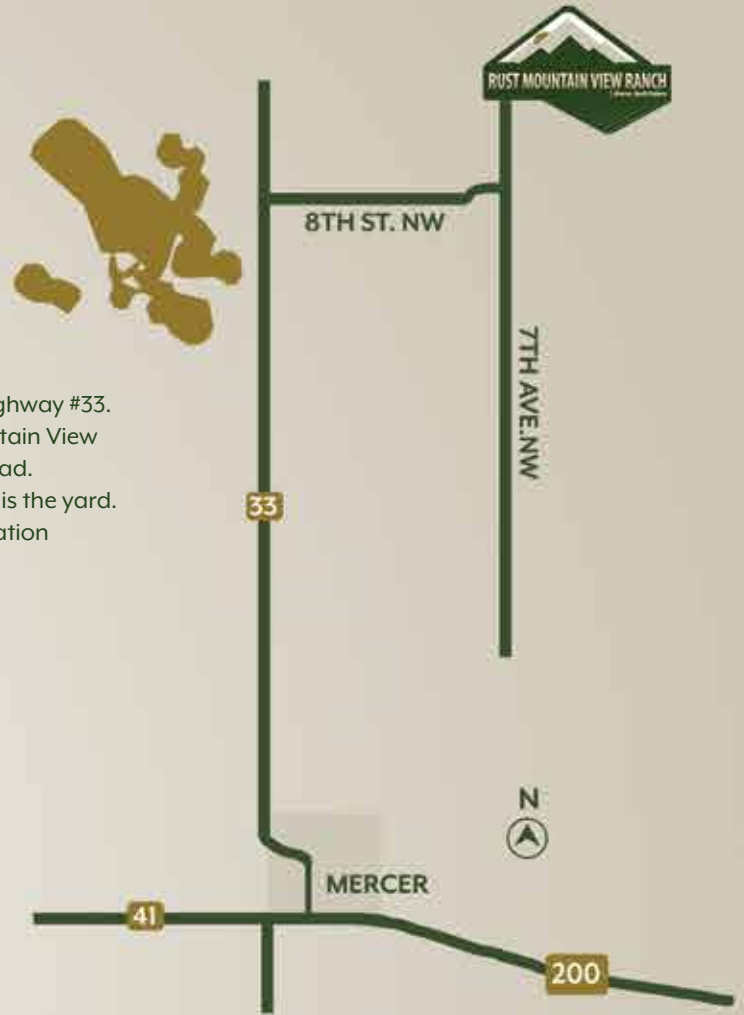 RUST MOUNTAIN VIEW RANCH
8TH ST. NW
7TH AVE.NW
ghway #33.
tain View
ad.
is the yard.
ation
33
N
MERCER
41
200